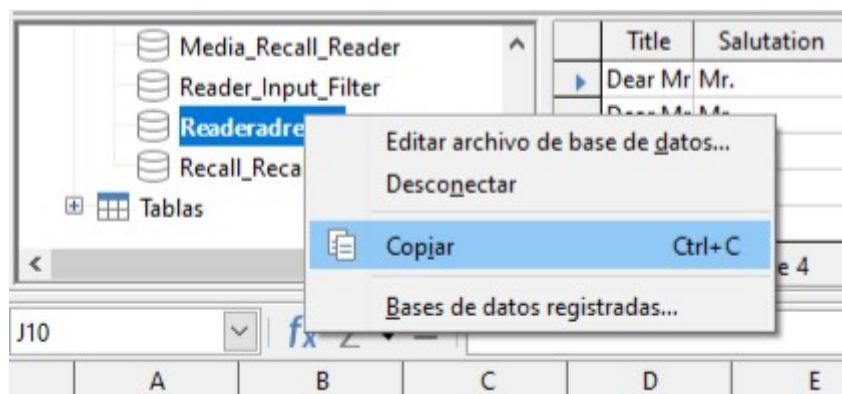 Media_Recall_Reader
Reader_Input_Filter
Readeradre
Recall_Reca
Tablas
Title Salutation
Dear Mr Mr.
Editar archivo de base de datos...
Desconectar
Copiar Ctrl+C
Bases de datos registradas...
e 4
J10
A B C D E